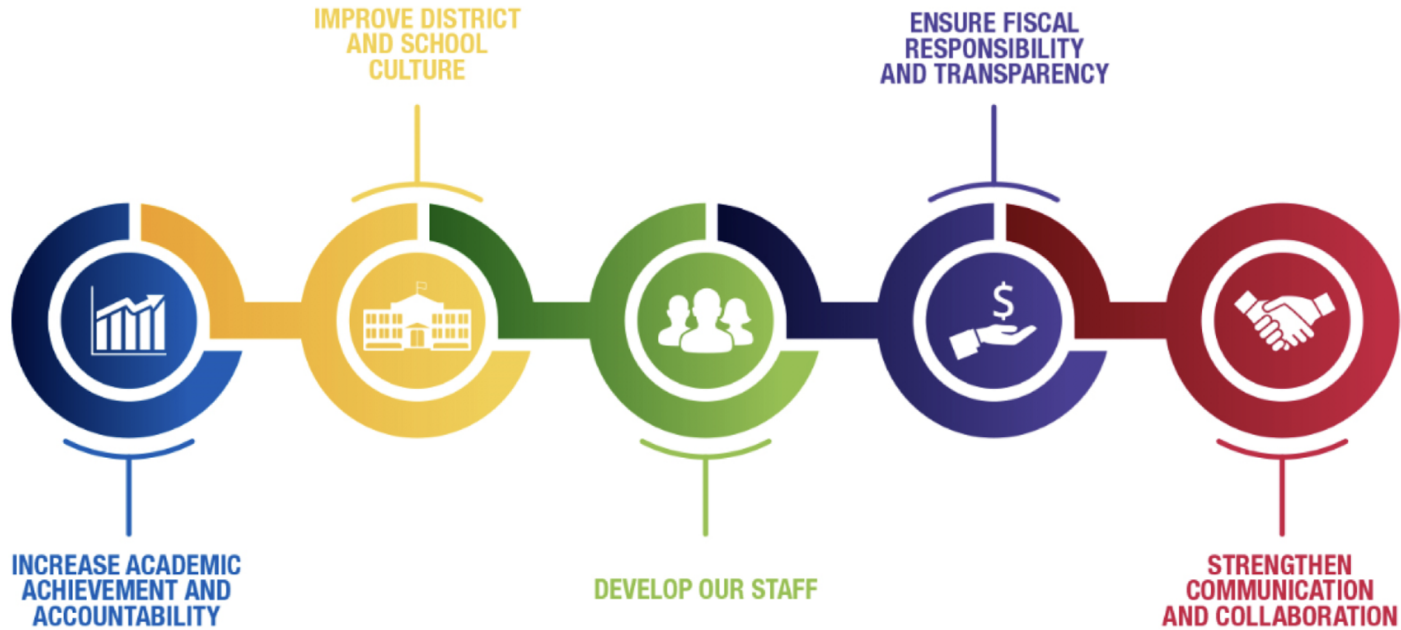 IMPROVE DISTRICT
AND SCHOOL
CULTURE
ENSURE FISCAL
RESPONSIBILITY
AND TRANSPARENCY
$
INCREASE ACADEMIC
ACHIEVEMENT AND
ACCOUNTABILITY
DEVELOP OUR STAFF
STRENGTHEN
COMMUNICATION
AND COLLABORATION